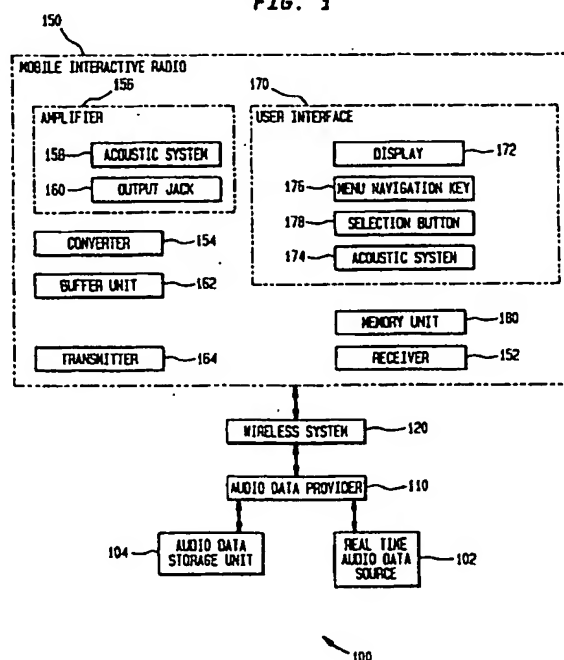 FIG. 1
150
MOBILE INTERACTIVE RADIO
156
170
AMPLIFIER
USER INTERFACE
158
ACOUSTIC SYSTEM
DISPLAY
172
160
OUTPUT JACK
176
MENU NAVIGATION KEY
178
SELECTION BUTTON
CONVERTER
154
174
ACOUSTIC SYSTEM
BUFFER UNIT
162
MEMORY UNIT
180
TRANSMITTER
164
RECEIVER
152
WIRELESS SYSTEM
120
AUDIO DATA PROVIDER
110
104
AUDIO DATA
STORAGE UNIT
REAL TIME
AUDIO DATA
SOURCE
102
100